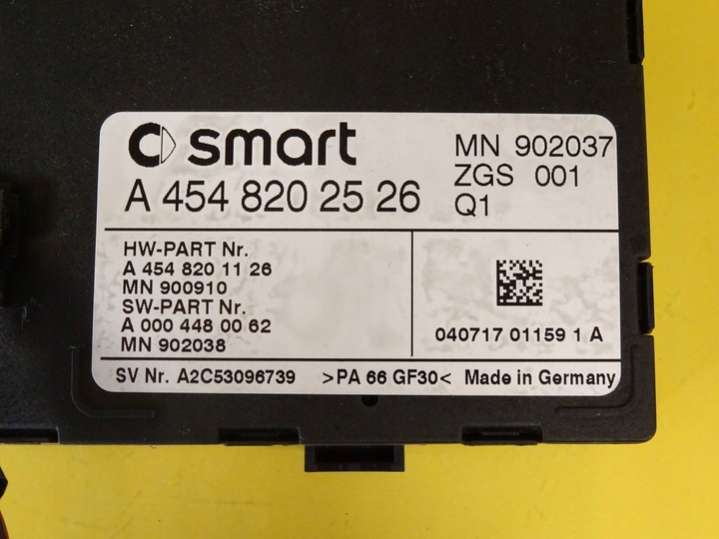 smart
A 454 820 25 26
MN 902037
ZGS 001
Q1
HW-PART Nr.
A 454 820 11 26
MN 900910
SW-PART Nr.
A 000 448 00 62
MN 902038
040717 01159 1 A
SV Nr. A2C53096739 >PA 66 GF30< Made in Germany